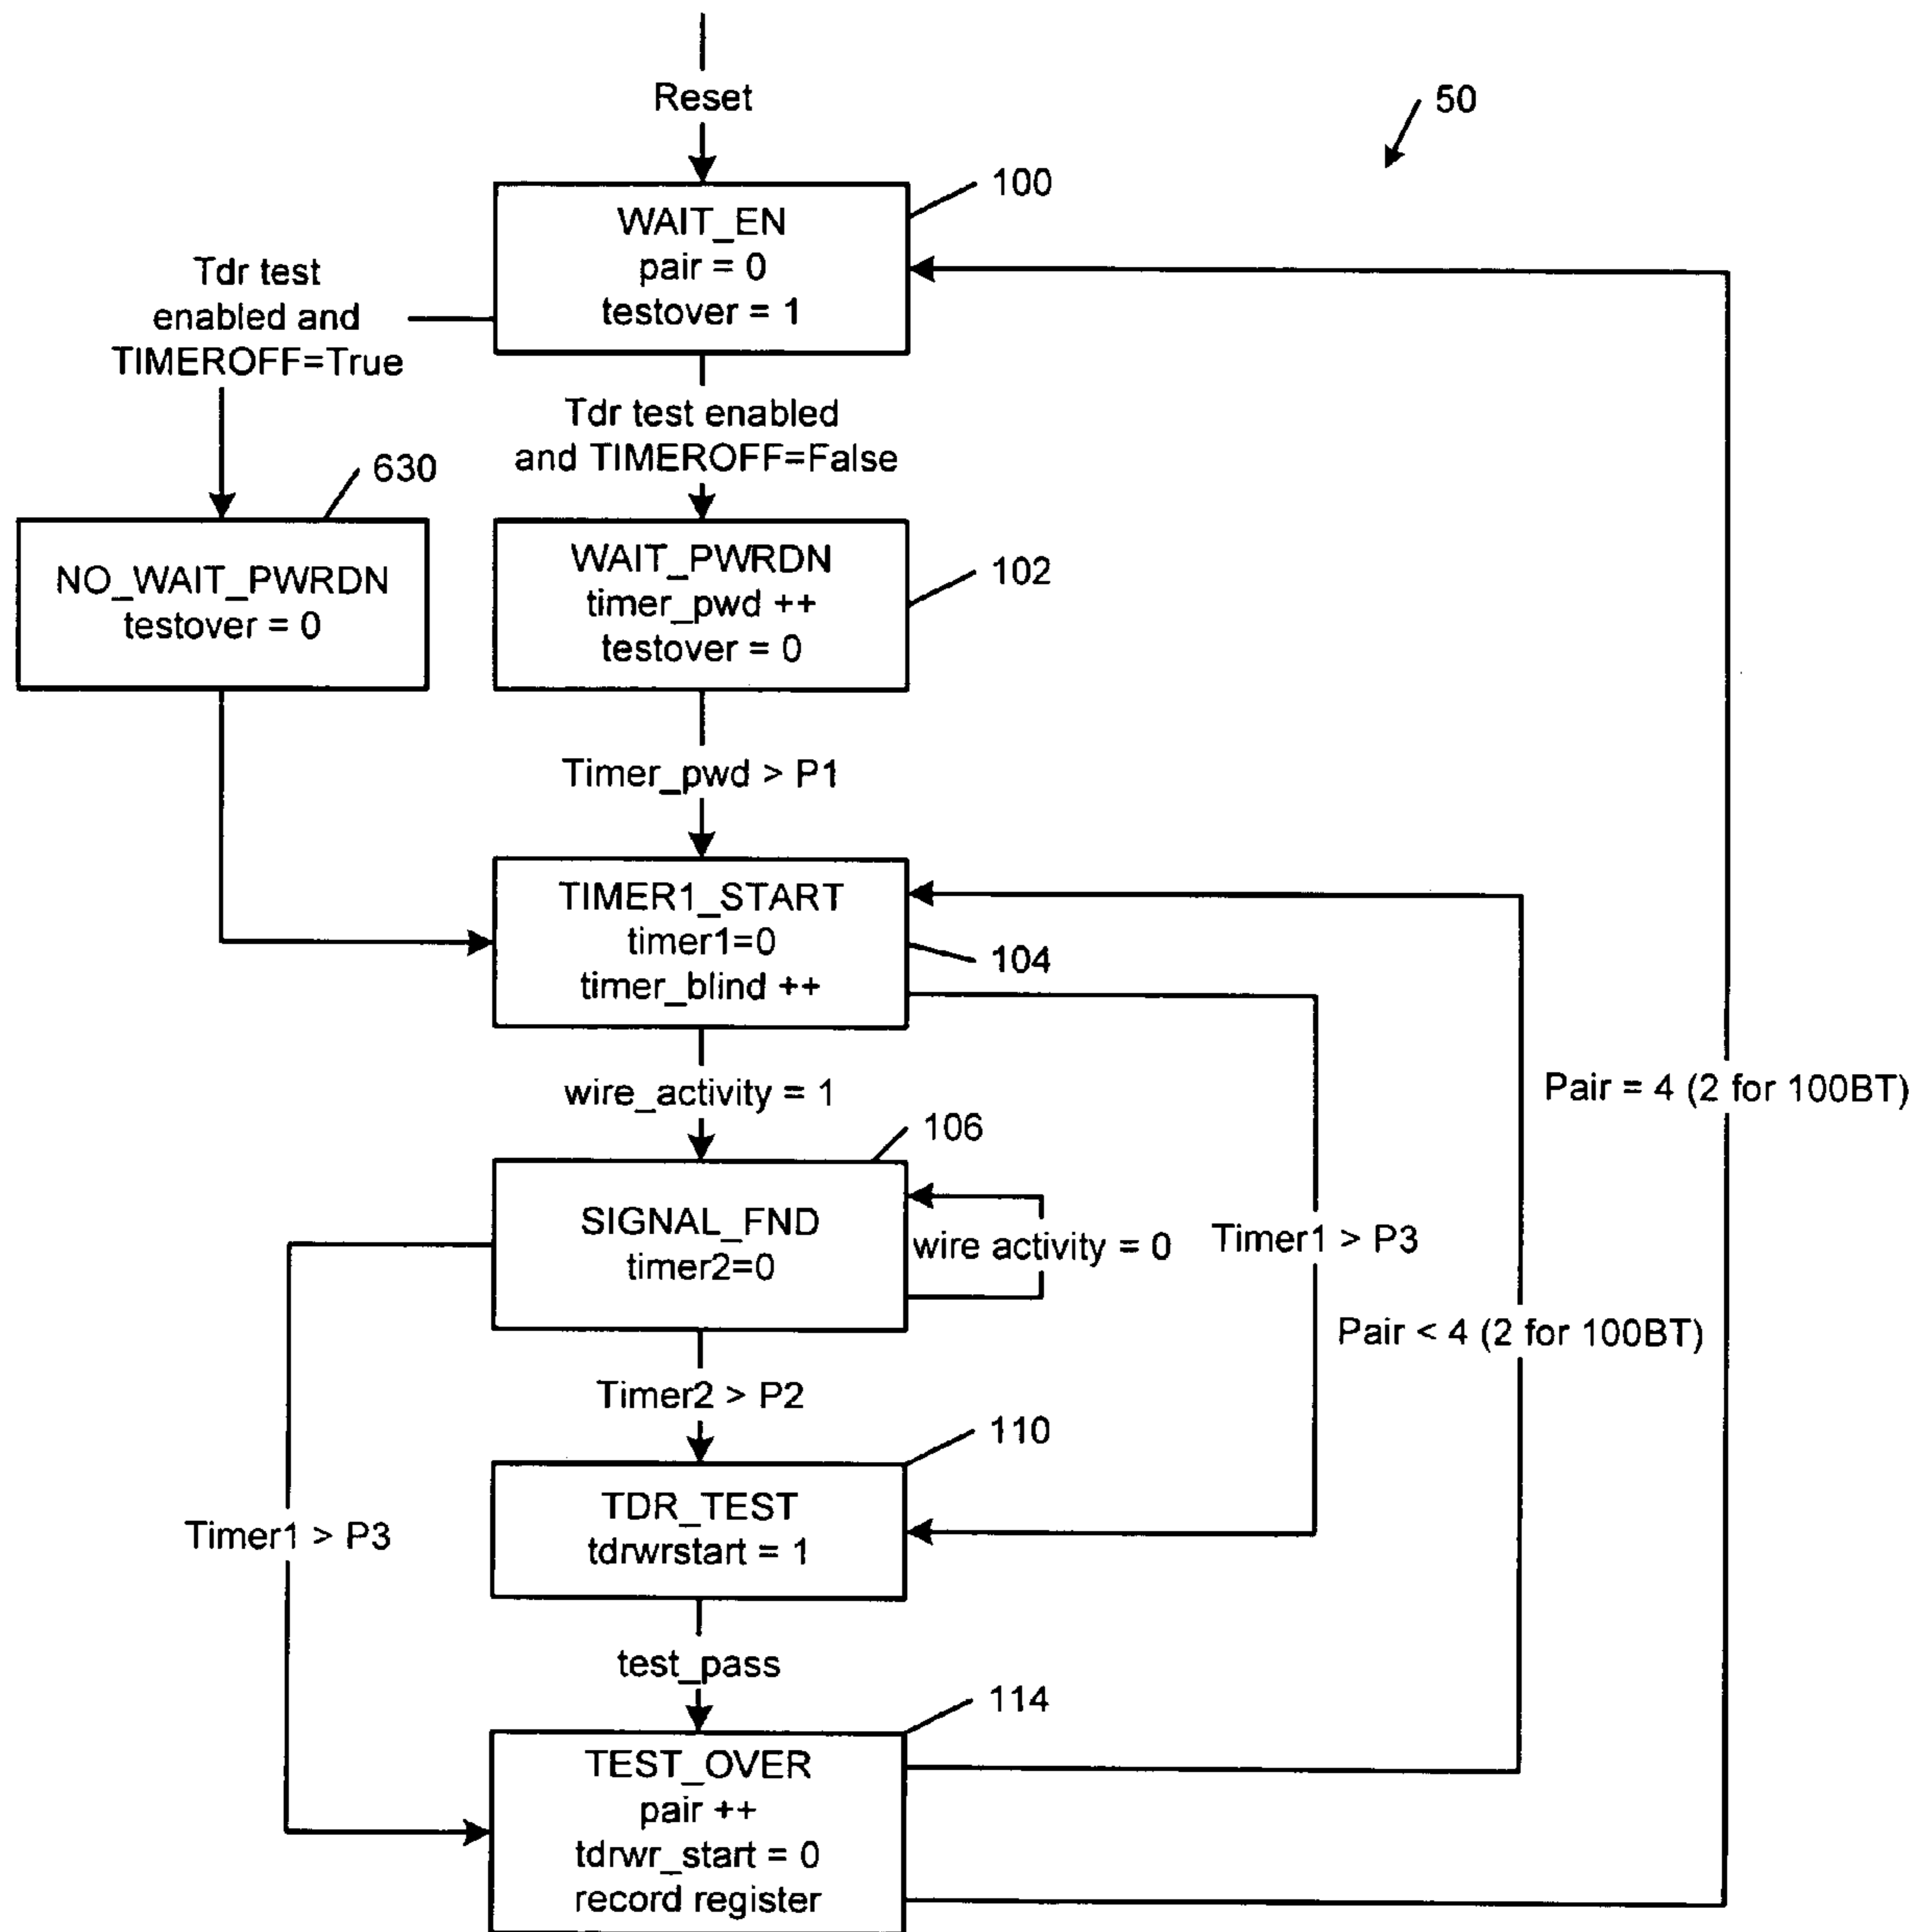 Reset
50
100
WAIT_EN
pair = 0
testover = 1
Tdr test
enabled and
TIMEROFF=True
Tdr test enabled
and TIMEROFF=False
630
NO_WAIT_PWRDN
testover = 0
WAIT_PWRDN
timer_pwd ++
testover = 0
102
Timer_pwd > P1
TIMER1_START
timer1=0
timer_blind ++
104
wire_activity = 1
Pair = 4 (2 for 100BT)
106
SIGNAL_FND
timer2=0
wire activity = 0
Timer1 > P3
Pair < 4 (2 for 100BT)
Timer2 > P2
110
TDR_TEST
tdrwrstart = 1
Timer1 > P3
test_pass
114
TEST_OVER
pair ++
tdrwr_start = 0
record register